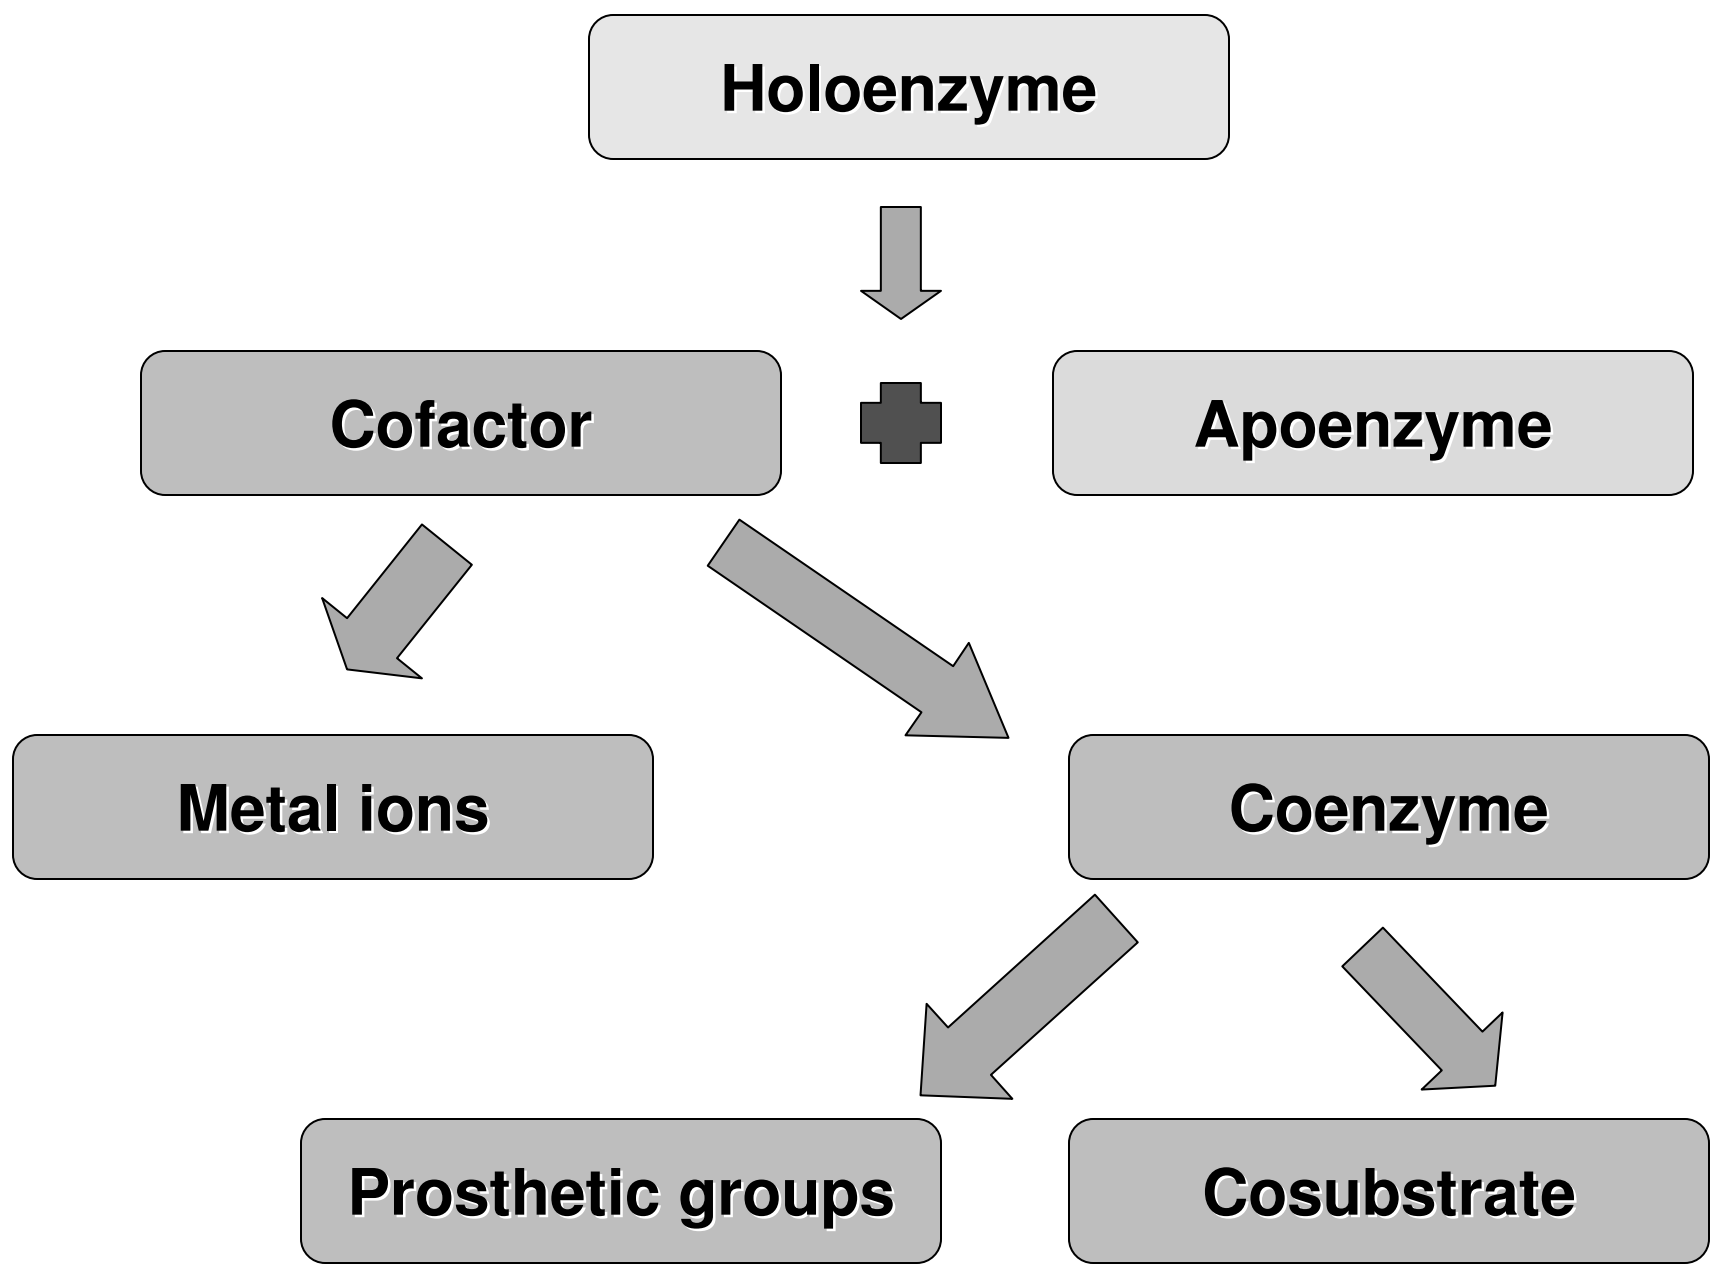 Holoenzyme
Cofactor
Apoenzyme
Metal ions
Coenzyme
Prosthetic groups
Cosubstrate